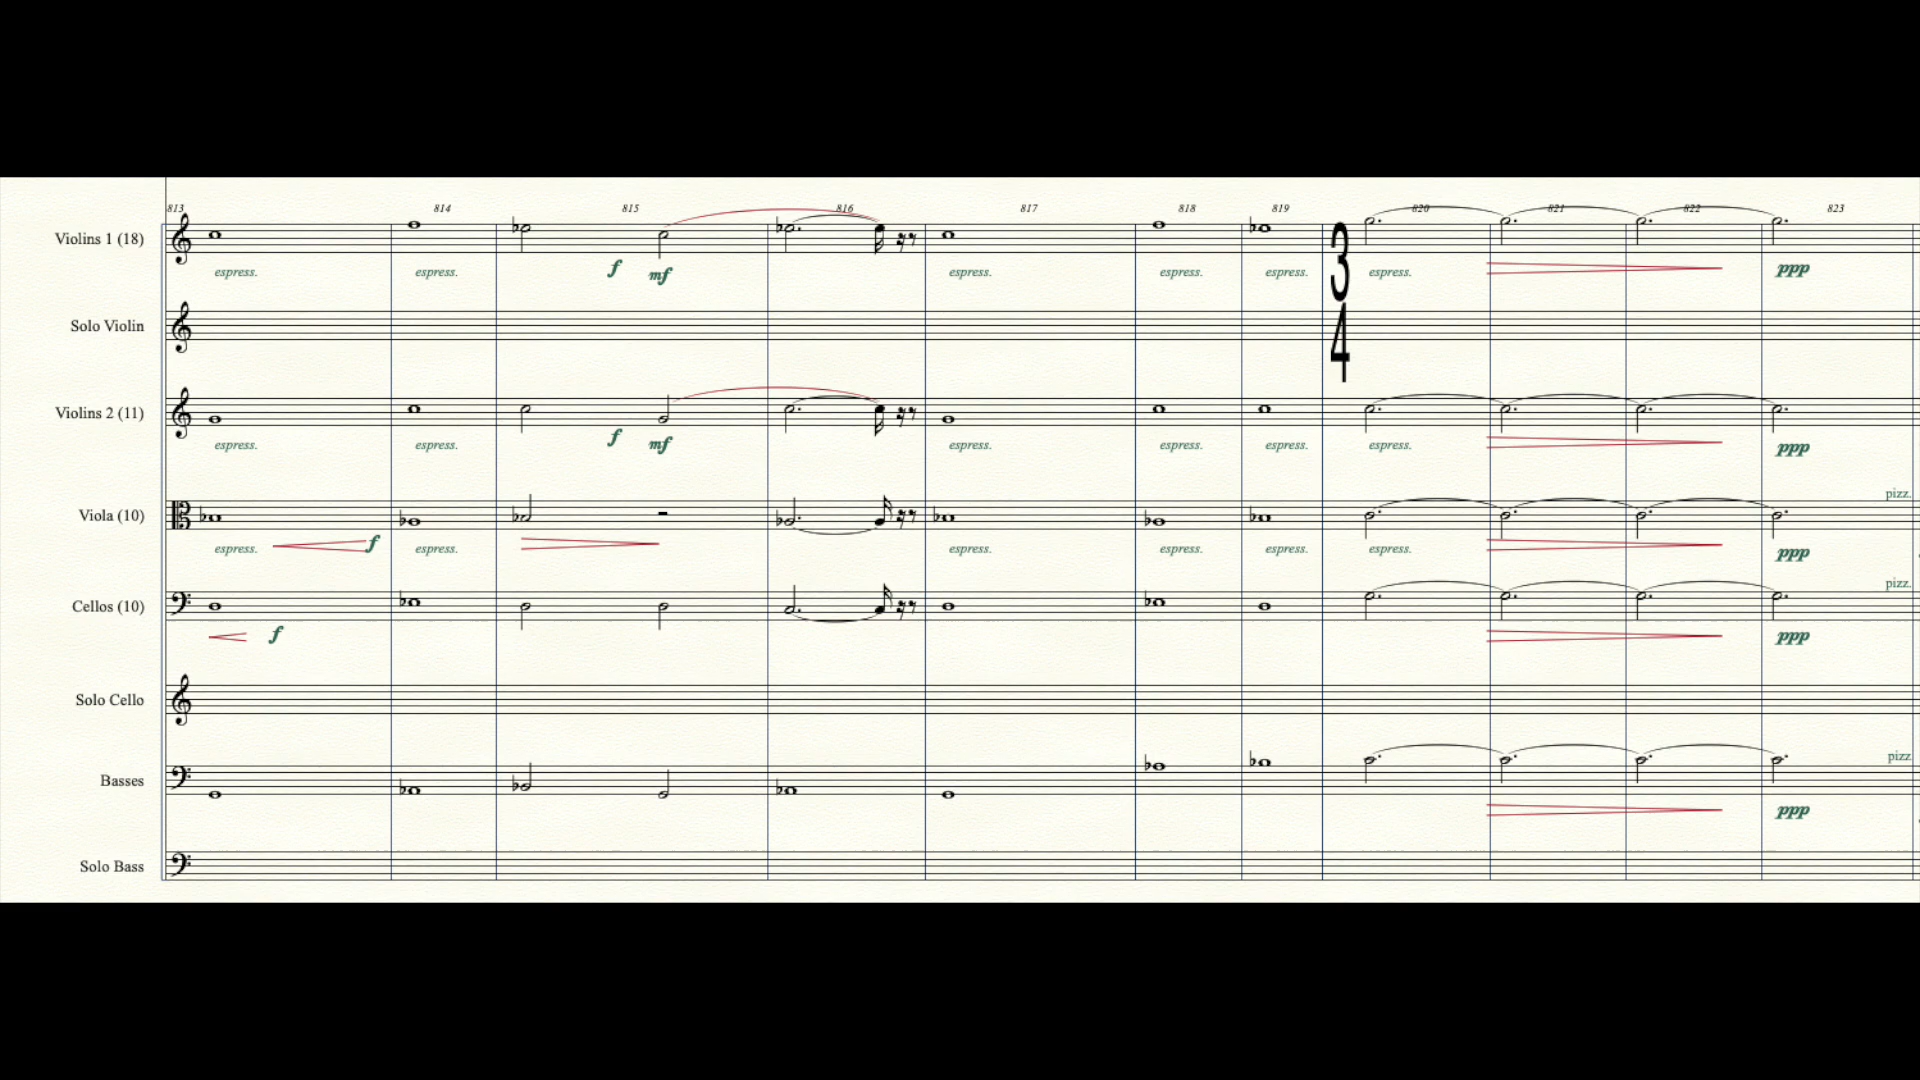 813 814 815 816 817 818 819 820 821 822 823
Violins 1 (18)
espress. espress. f mf espress. espress. espress. espress. ppp
3
4
Solo Violin
Violins 2 (11)
espress. espress. f mf espress. espress. espress. espress. ppp
pizz.
Viola (10)
espress. f espress. espress. espress. espress. espress. ppp
pizz.
Cellos (10)
f ppp
Solo Cello
pizz
Basses
ppp
Solo Bass